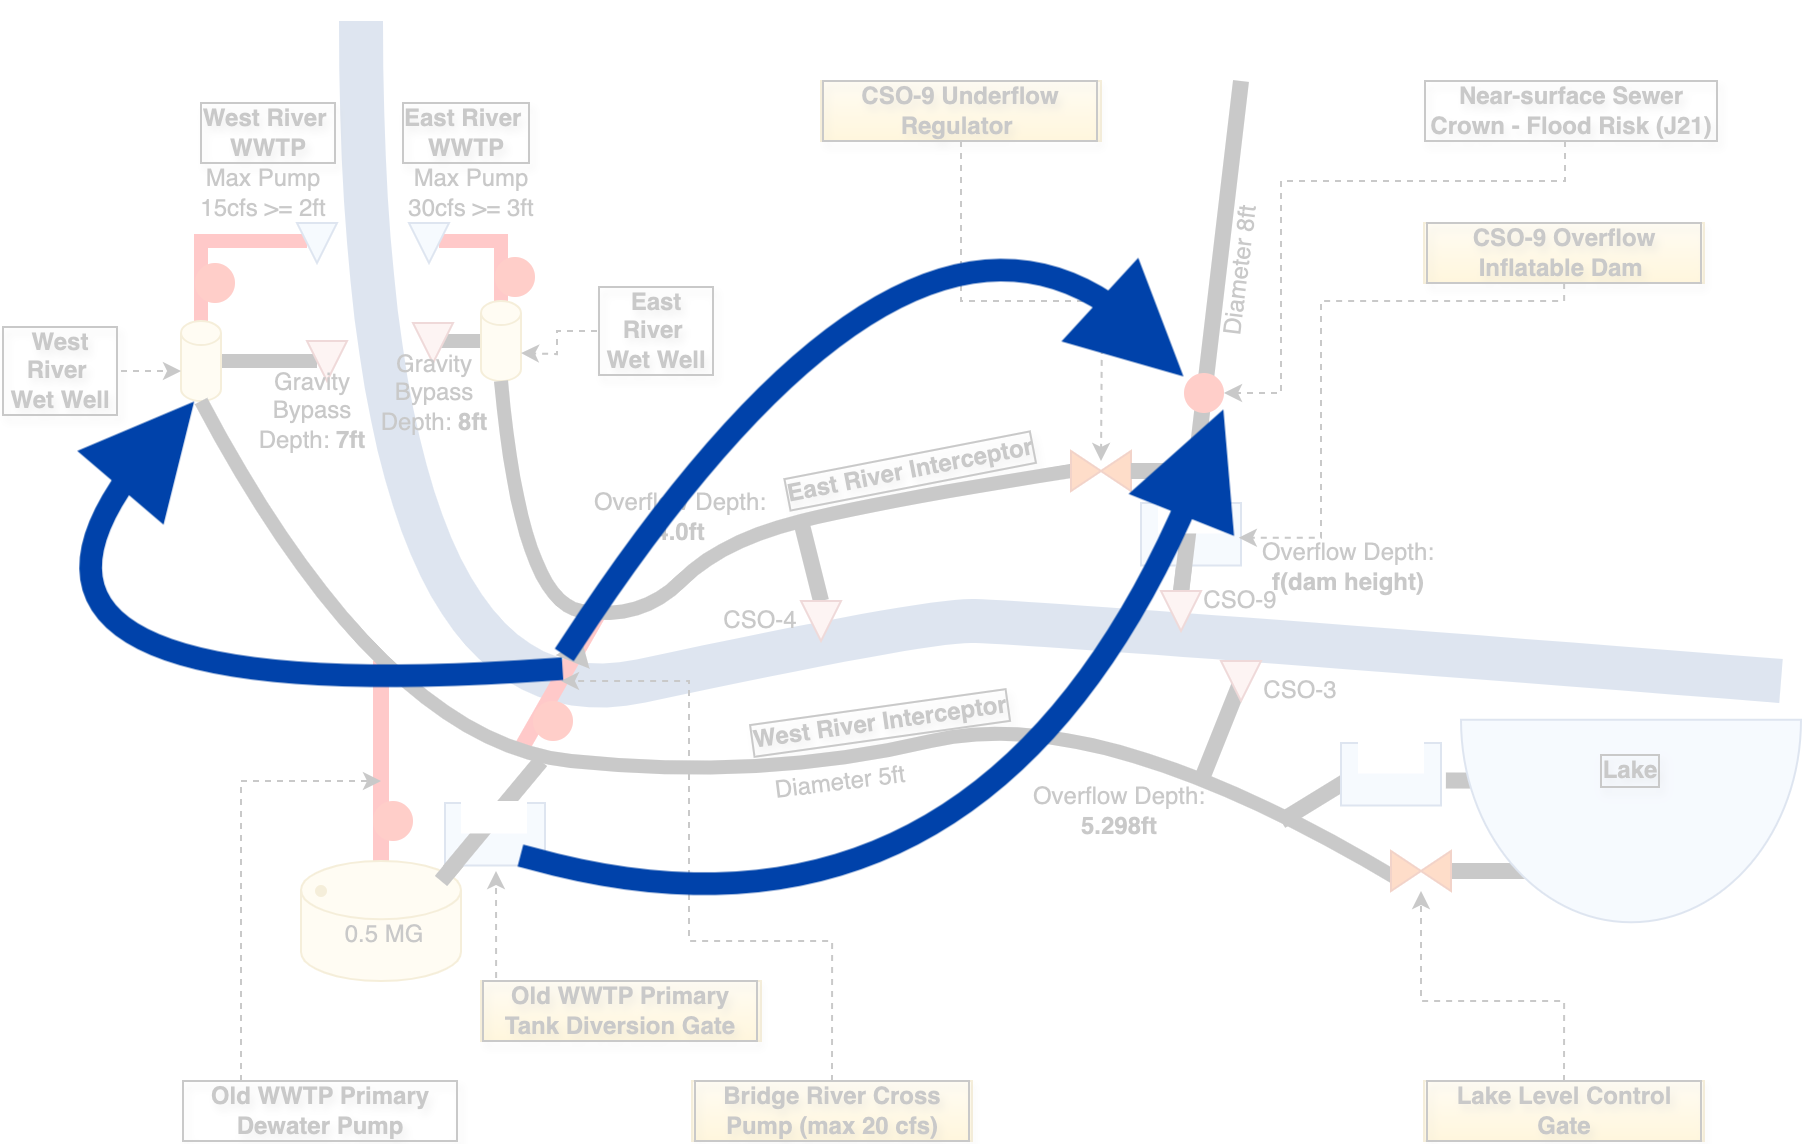 CSO-9 Underflow
Regulator
Near-surface Sewer
Crown - Flood Risk (J21)
West River
WWTP
Max Pump
15cfs >= 2ft
East River
WWTP
Max Pump
30cfs >= 3ft
Diameter 8ft
CSO-9 Overflow
Inflatable Dam
East
River
Wet Well
West
River
Wet Well
Gravity
Bypass
Depth: 7ft
Gravity
Bypass
Depth: 8ft
East River Interceptor
Depth:
Overflow Depth:
f(dam height)
CSO-9
CSO-4
CSO-3
West River Interceptor
Diameter 5ft
Overflow Depth:
5.298ft
Lake
0.5 MG
Old WWTP Primary
Tank Diversion Gate
Old WWTP Primary
Dewater Pump
Bridge River Cross
Pump (max 20 cfs)
Lake Level Control
Gate